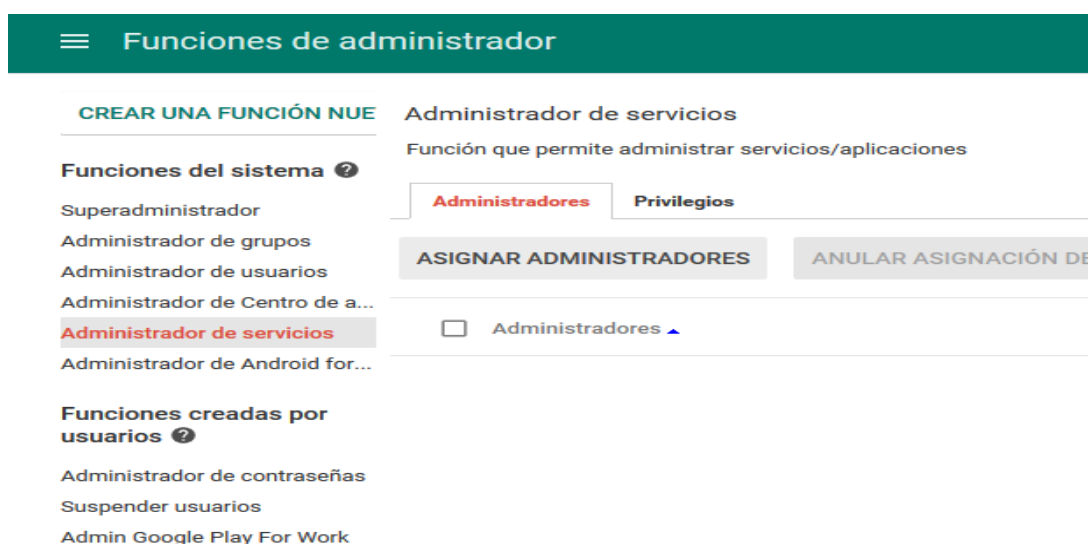 Funciones de administrador
CREAR UNA FUNCIÓN NUE
Funciones del sistema
Superadministrador
Administrador de grupos
Administrador de usuarios
Administrador de Centro de a...
Administrador de servicios
Administrador de Android for...
Funciones creadas por
usuarios
Administrador de contraseñas
Suspender usuarios
Admin Google Play For Work
Administrador de servicios
Función que permite administrar servicios/aplicaciones
Administradores Privilegios
ASIGNAR ADMINISTRADORES ANULAR ASIGNACIÓN DE
Administradores